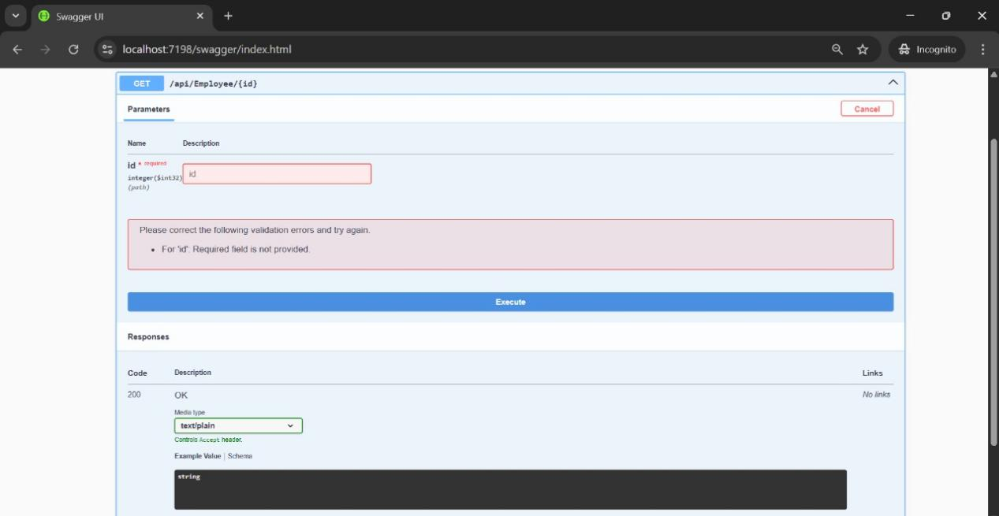 Swagger UI
localhost:7198/swagger/index.html
Incognito
GET /api/Employee/{id}
Parameters
Cancel
Name Description
id * required
integer($int32)
(path)
id
Please correct the following validation errors and try again.
For 'id': Required field is not provided.
Execute
Responses
Code Description Links
200 OK No links
Media type
text/plain
Controls Accept header.
Example Value | Schema
string